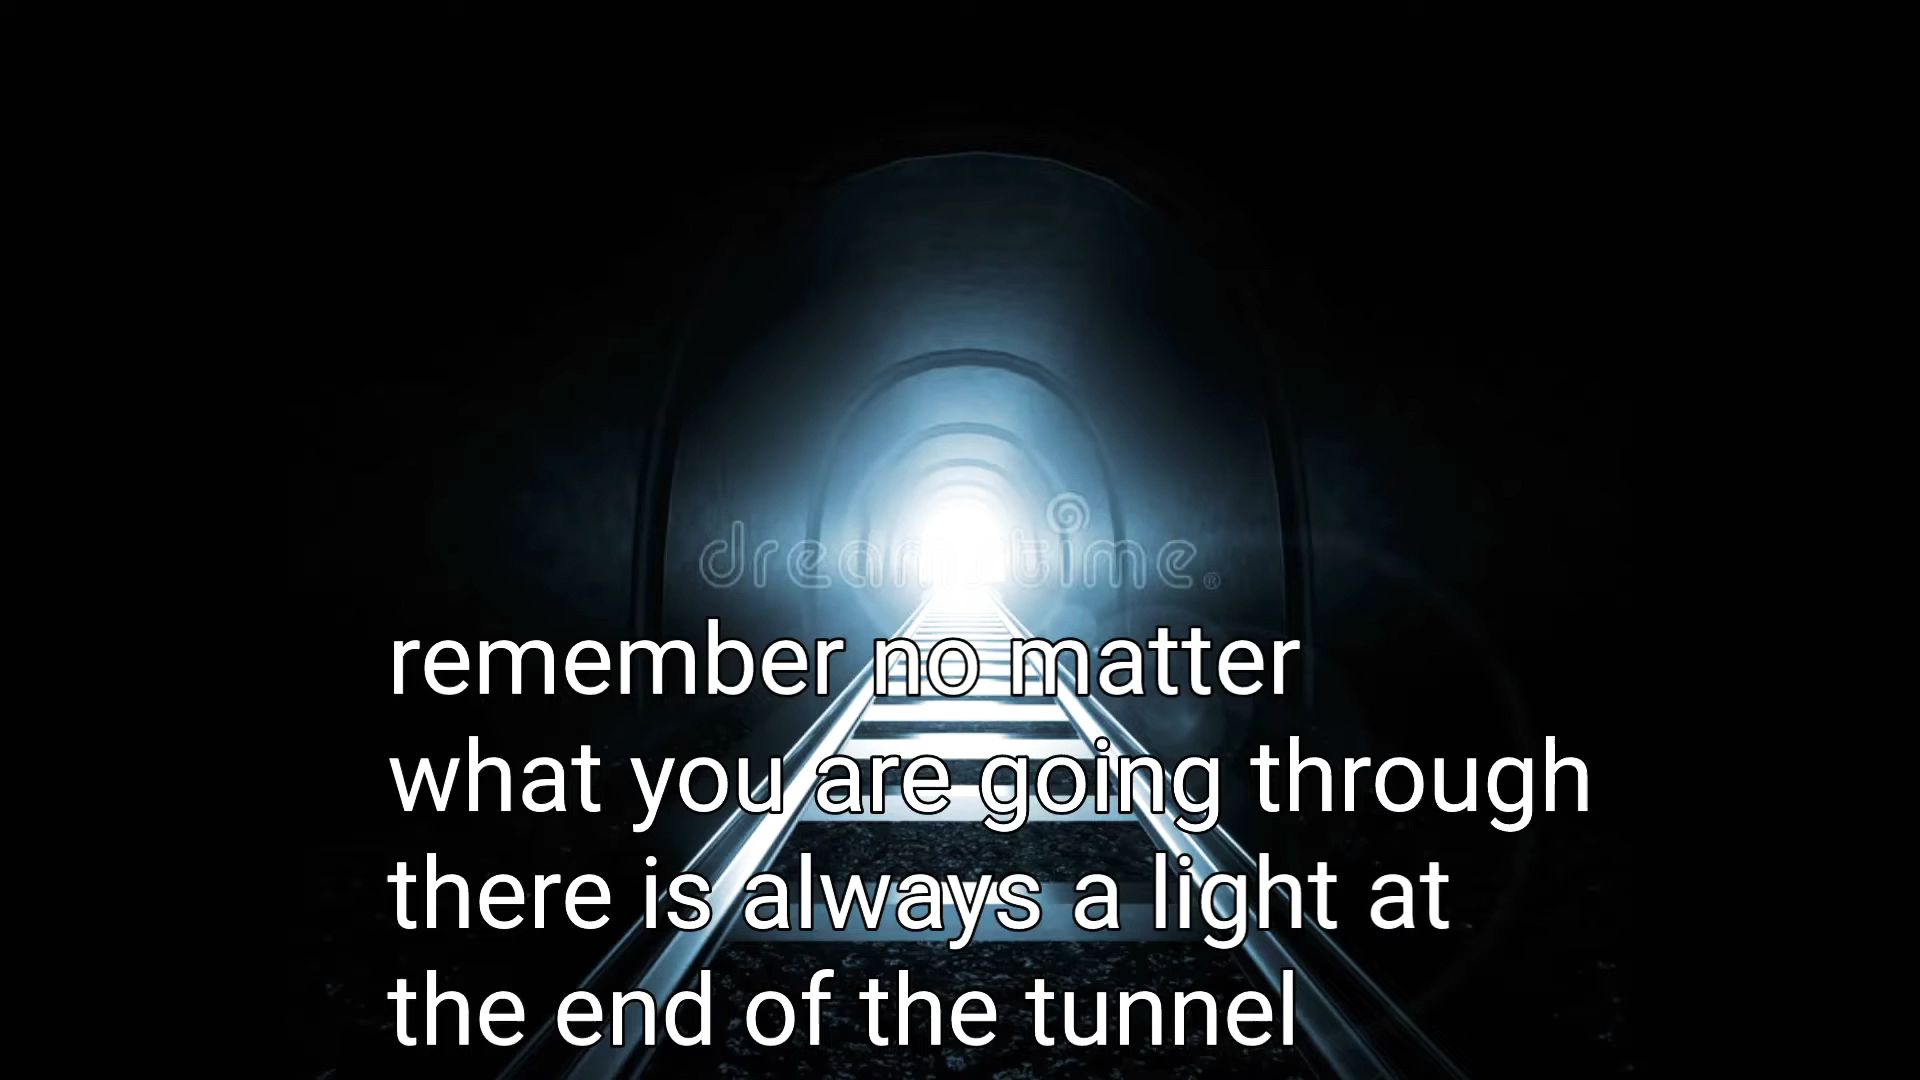 dreamstime®
remember no matter
what you are going through
there is always a light at
the end of the tunnel